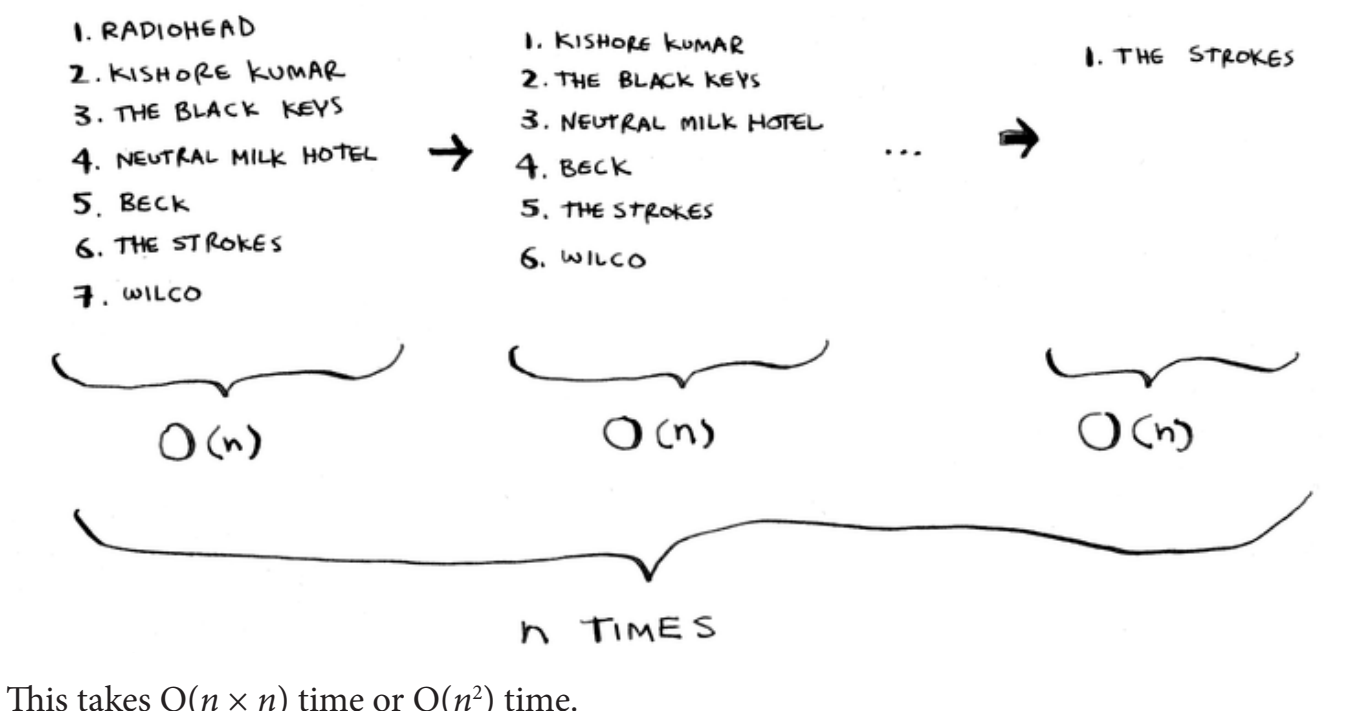 1. RADIOHEAD
2. KISHORE KUMAR
3. THE BLACK KEYS
4. NEUTRAL MILK HOTEL
5. BECK
6. THE STROKES
7. WILCO
→
1. KISHORE KUMAR
2. THE BLACK KEYS
3. NEUTRAL MILK HOTEL
4. BECK
5. THE STROKES
6. WILCO
... →
1. THE STROKES
O(n)
O(n)
O(n)
n TIMES
This takes O(n × n) time or O(n²) time.